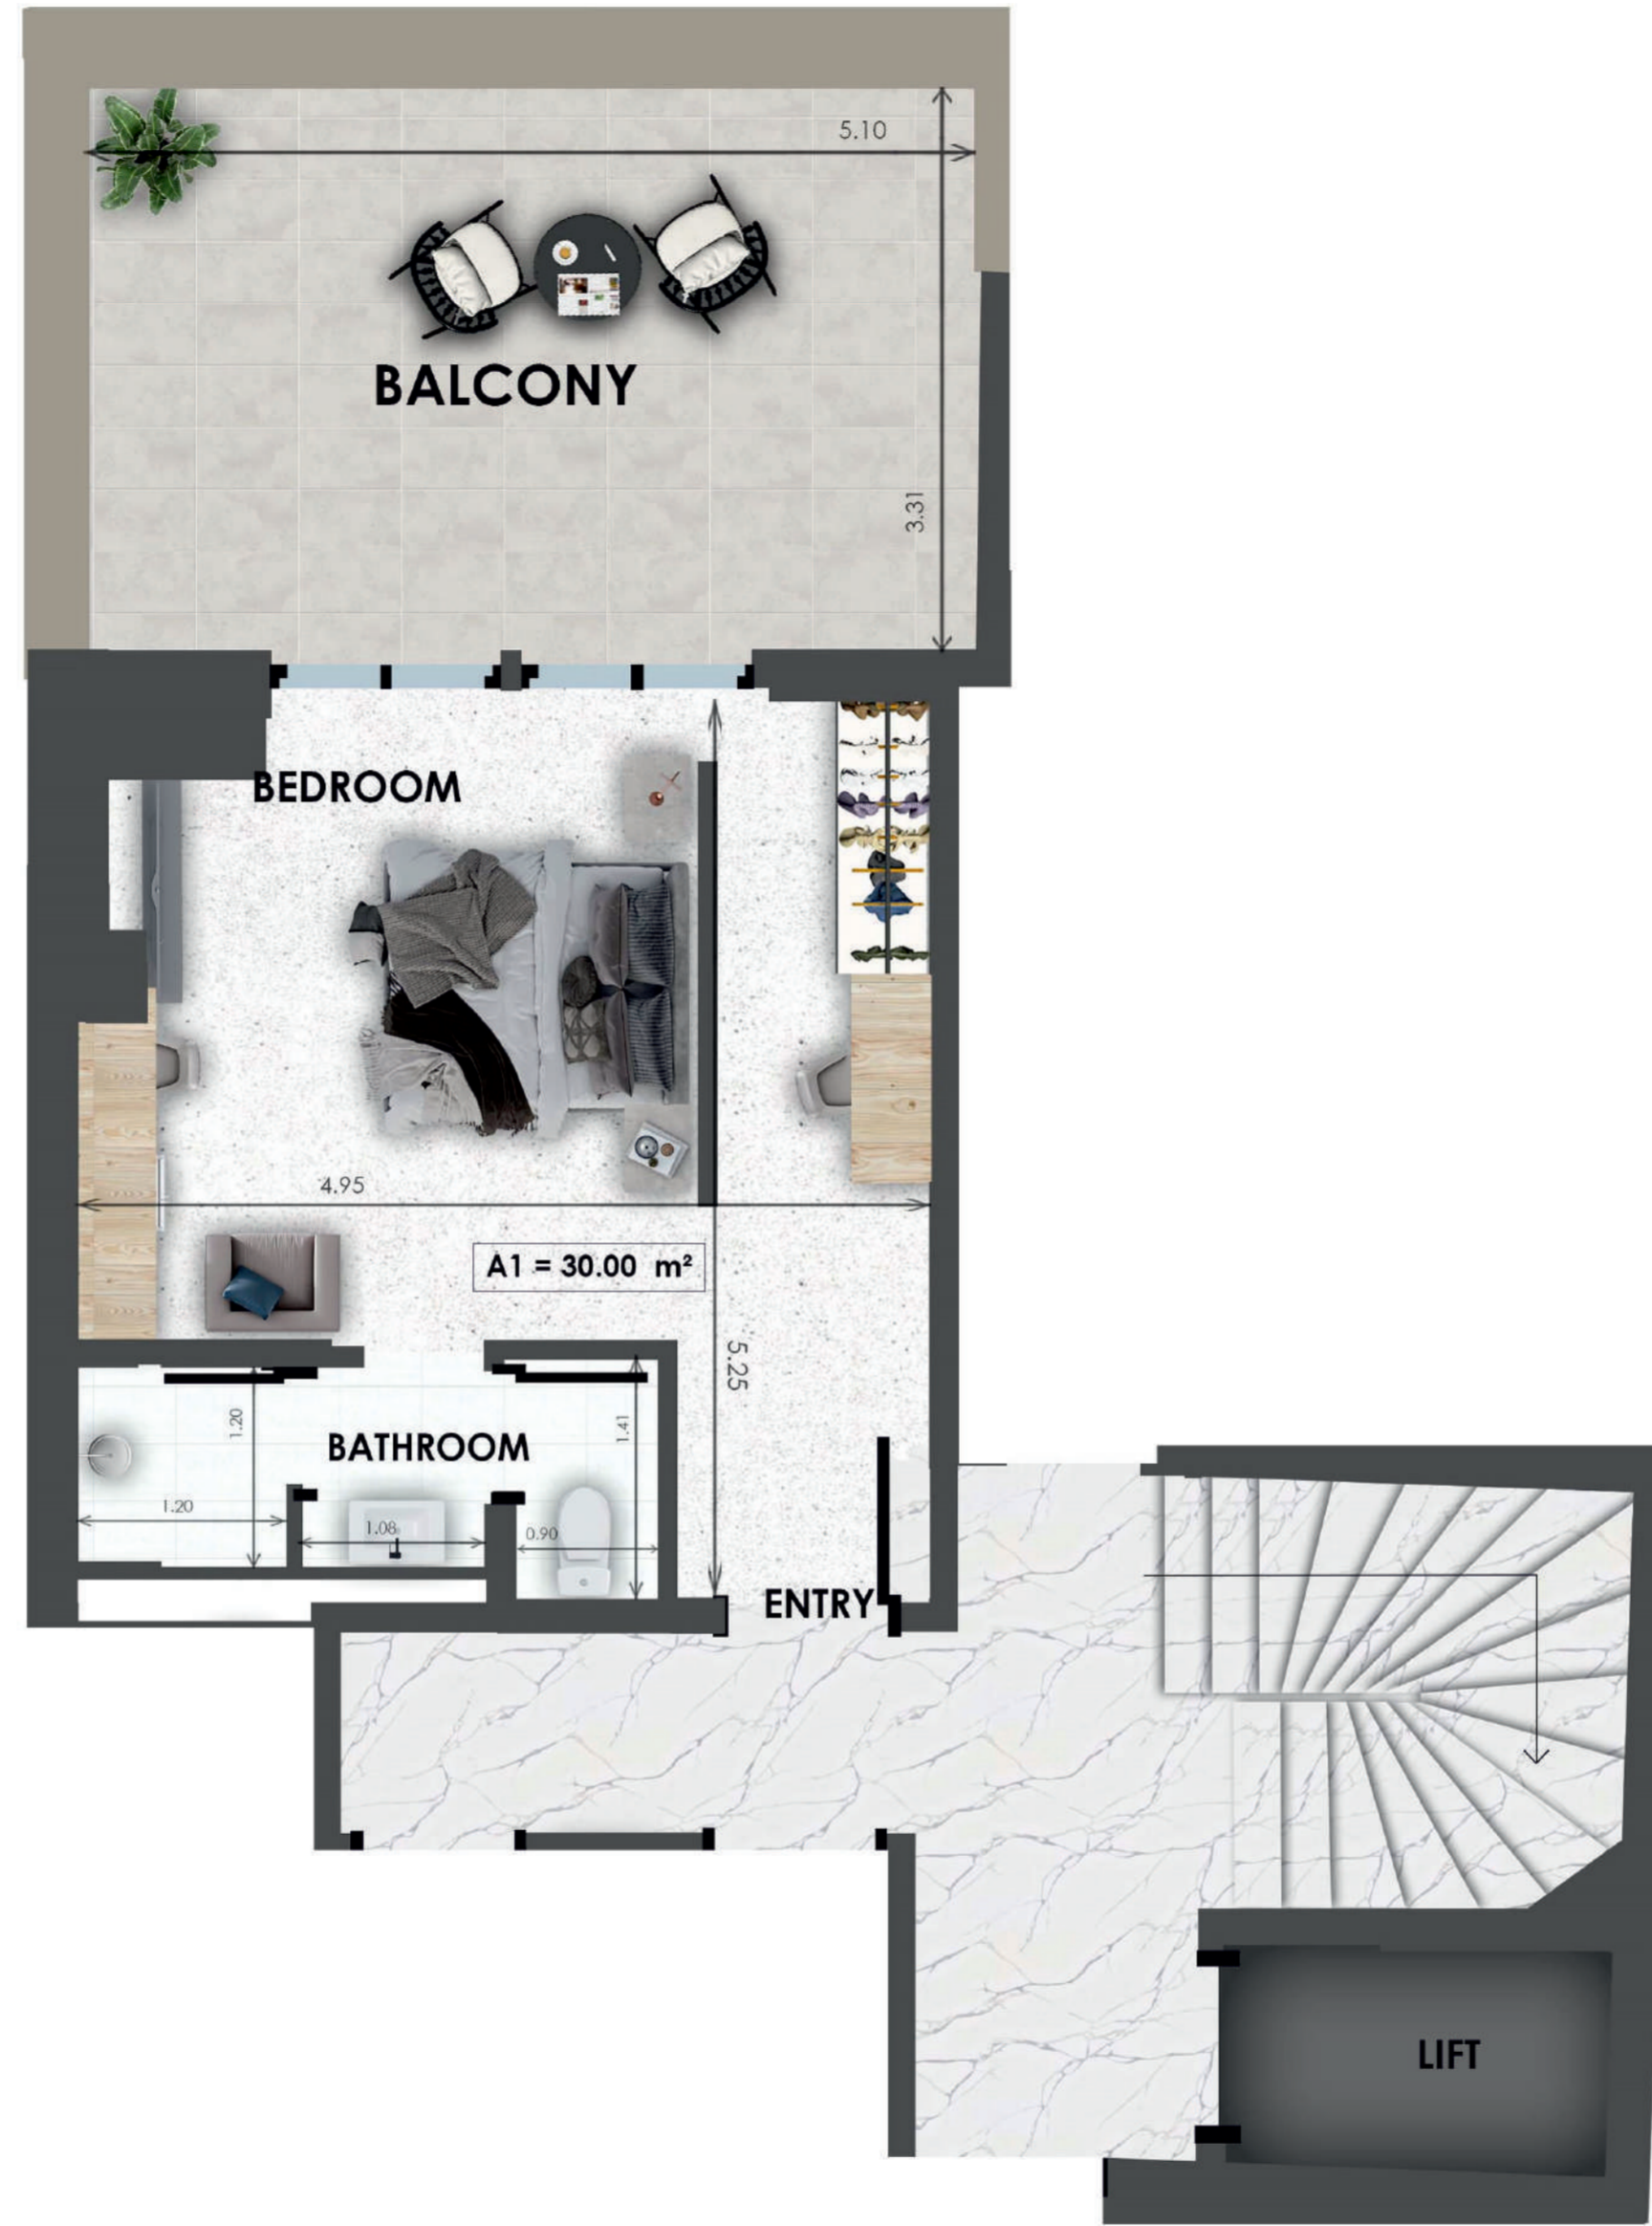 5.10
BALCONY
3.31
BEDROOM
4.95
A1 = 30.00 m²
5.25
1.20
1.41
BATHROOM
1.20
1.08
0.90
ENTRY
LIFT